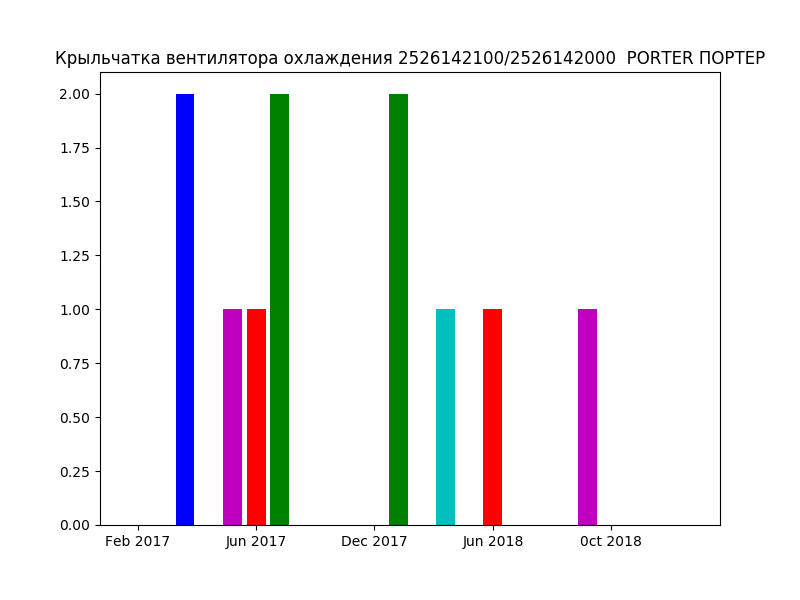 Крыльчатка вентилятора охлаждения 2526142100/2526142000  PORTER ПОРТЕР
2.00
1.75
1.50
1.25
1.00
0.75
0.50
0.25
0.00
Feb 2017
Jun 2017
Dec 2017
Jun 2018
Oct 2018